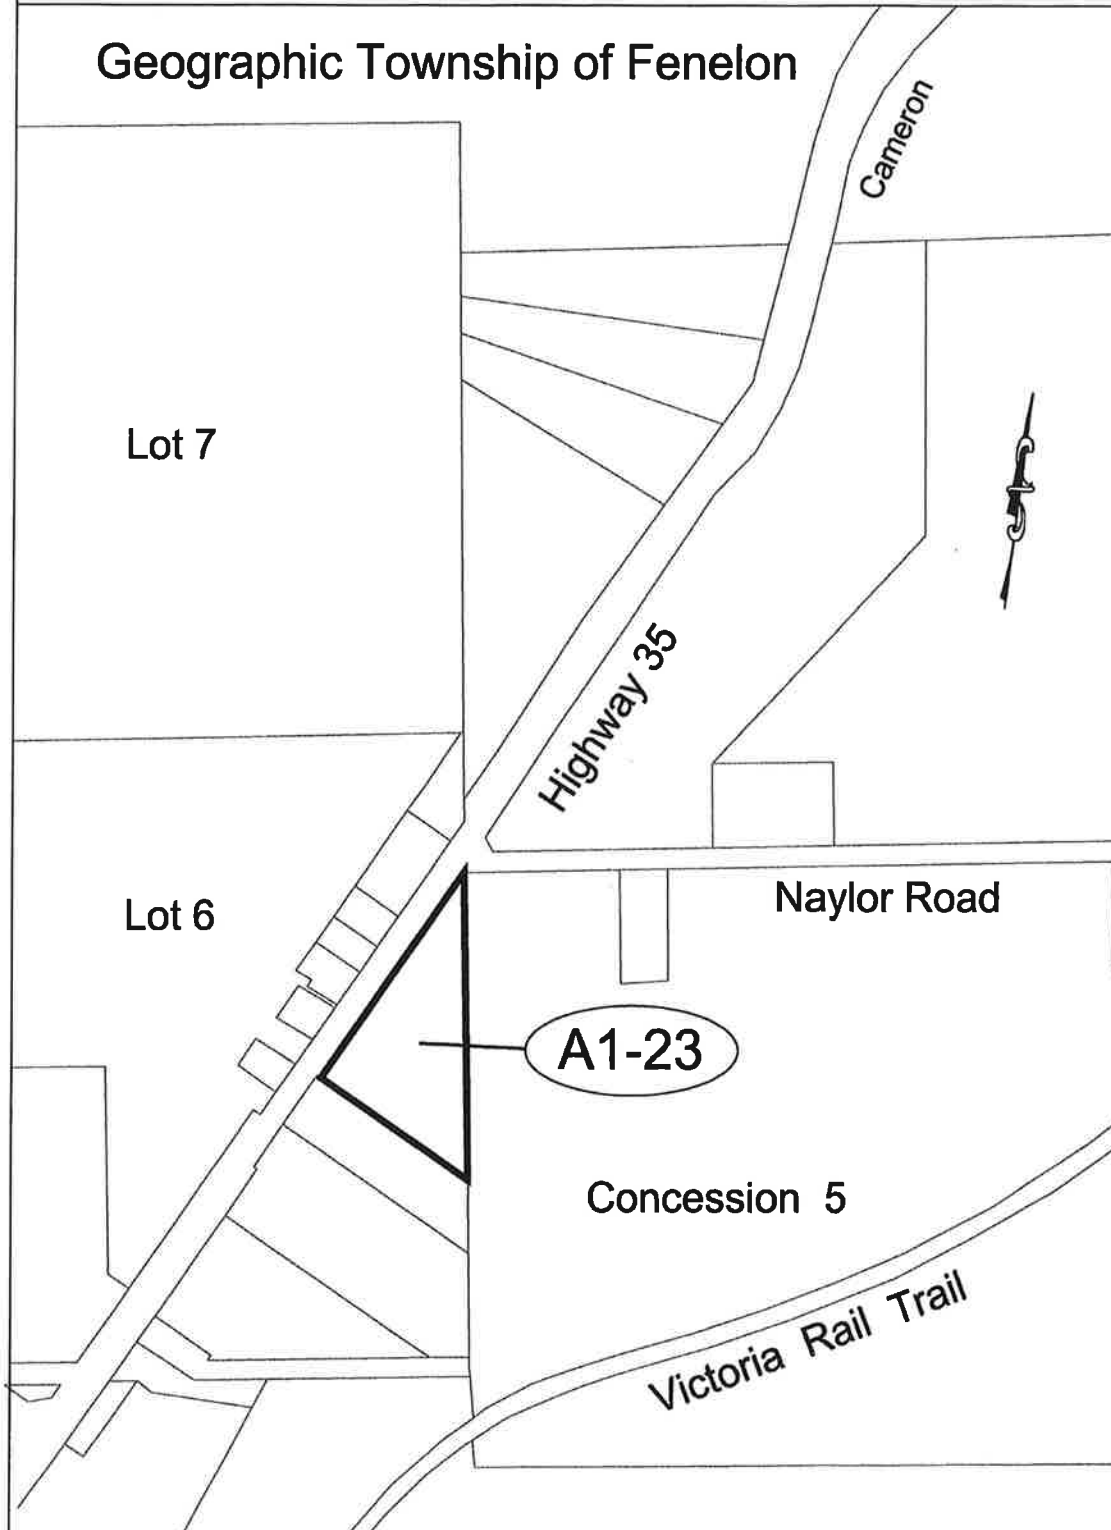 Geographic Township of Fenelon
Cameron
Lot 7
Highway 35
Naylor Road
Lot 6
A1-23
Concession 5
Victoria Rail Trail